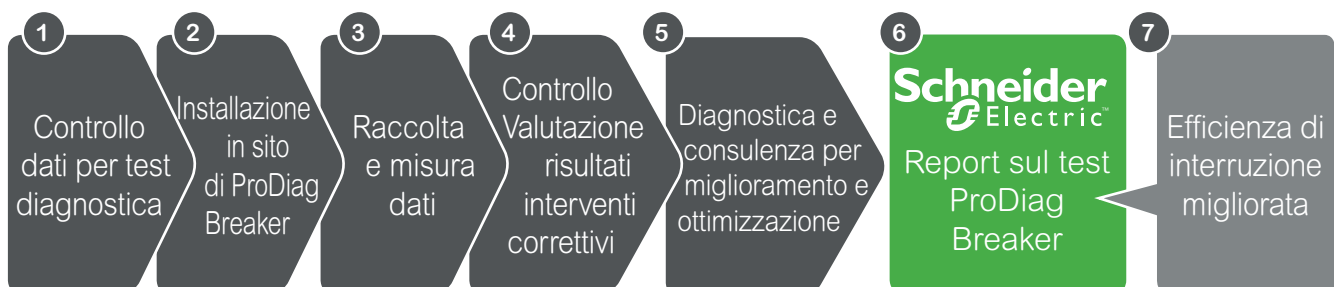 1
Controllo
dati per test
diagnostica
2
Installazione
in sito
di ProDiag
Breaker
3
Raccolta
e misura
dati
4
Controllo
Valutazione
risultati
interventi
correttivi
5
Diagnostica e
consulenza per
miglioramento e
ottimizzazione
6
Schneider
Electric™
Report sul test
ProDiag
Breaker
7
Efficienza di
interruzione
migliorata